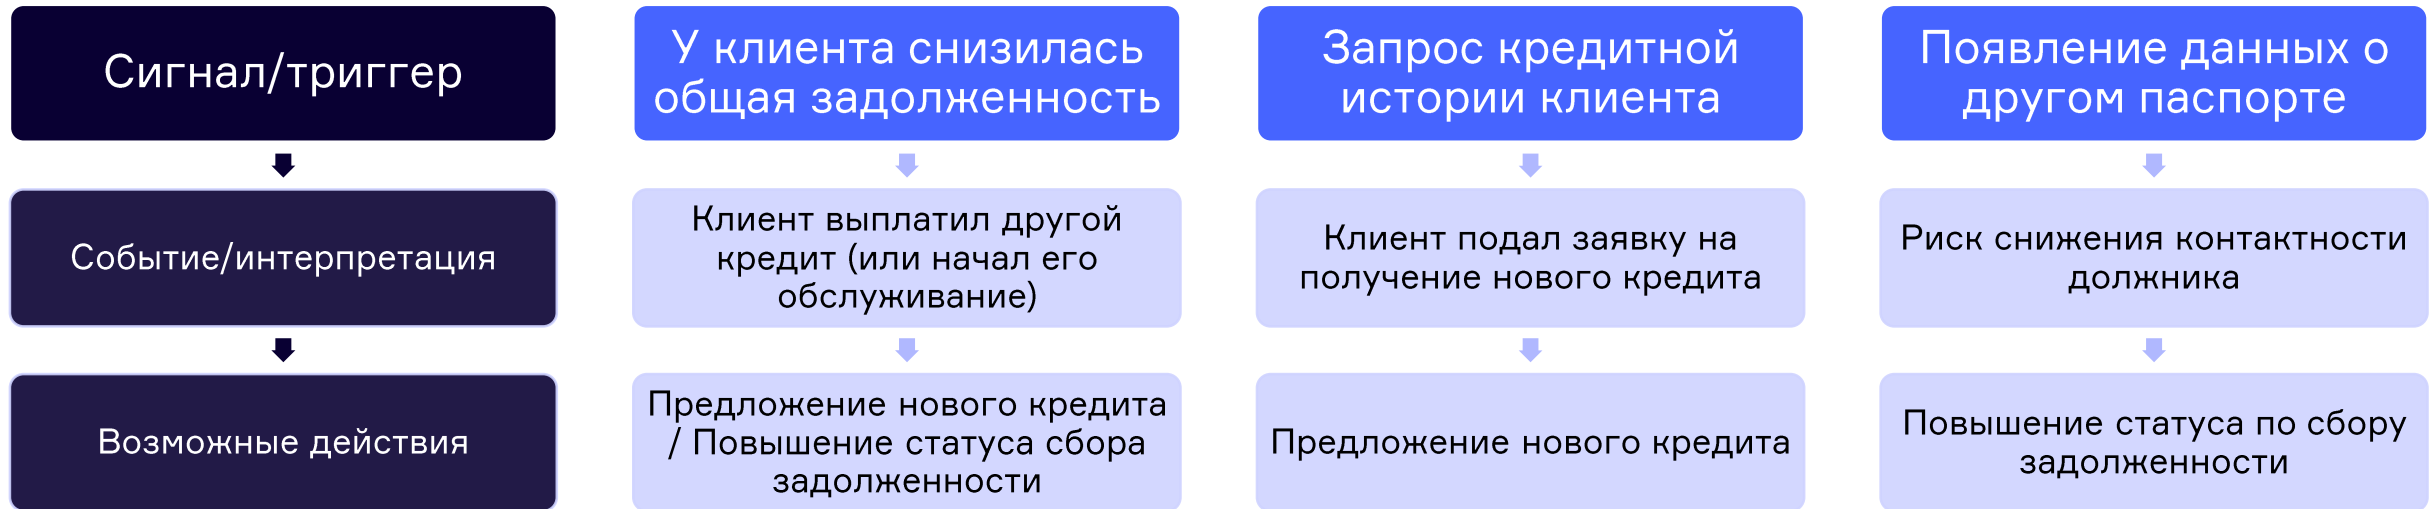 Сигнал/триггер
У клиента снизилась
общая задолженность
Запрос кредитной
истории клиента
Появление данных о
другом паспорте
Событие/интерпретация
Клиент выплатил другой
кредит (или начал его
обслуживание)
Клиент подал заявку на
получение нового кредита
Риск снижения контактности
должника
Возможные действия
Предложение нового кредита
/ Повышение статуса сбора
задолженности
Предложение нового кредита
Повышение статуса по сбору
задолженности